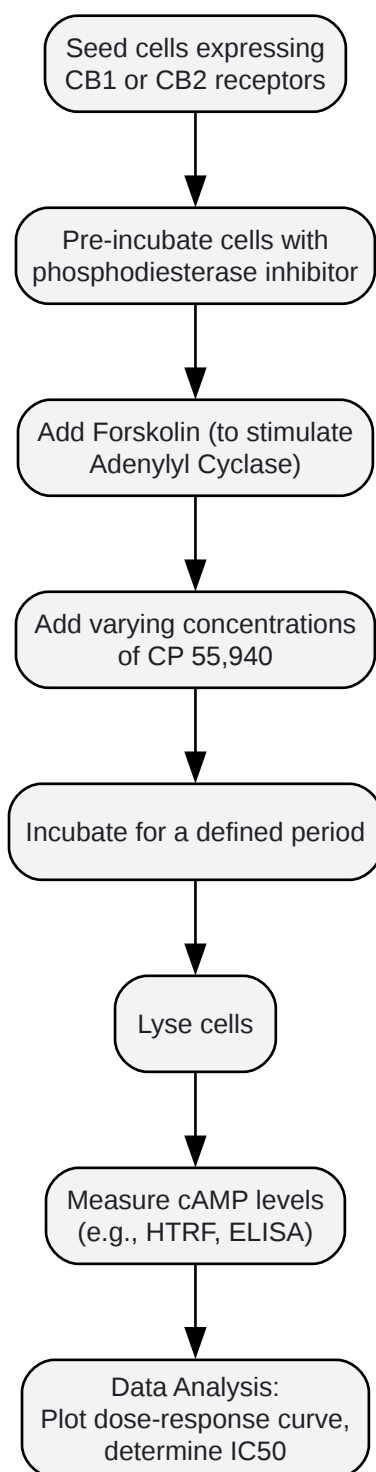 Seed cells expressing
CB1 or CB2 receptors
Pre-incubate cells with
phosphodiesterase inhibitor
Add Forskolin (to stimulate
Adenylyl Cyclase)
Add varying concentrations
of CP 55,940
Incubate for a defined period
Lyse cells
Measure cAMP levels
(e.g., HTRF, ELISA)
Data Analysis:
Plot dose-response curve,
determine IC50